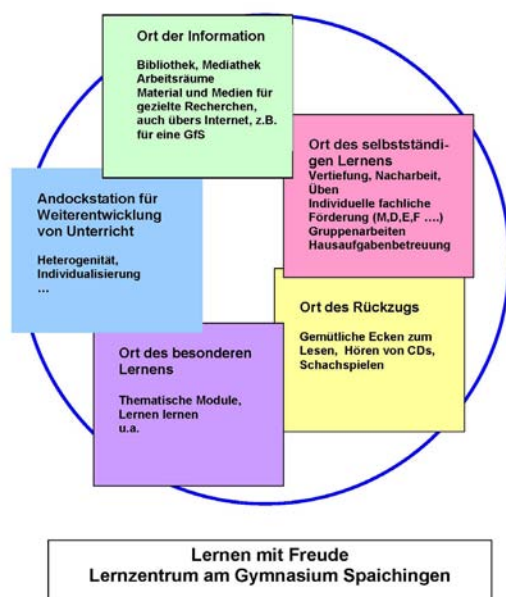 Ort der Information
Bibliothek, Mediathek
Arbeitsräume
Material und Medien für
gezielte Recherchen,
auch übers Internet, z.B.
für eine GfS
Ort des selbstständi-
gen Lernens
Vertiefung, Nacharbeit,
Üben
Individuelle fachliche
Förderung (M,D,E,F ….)
Gruppenarbeiten
Hausaufgabenbetreuung
Andockstation für
Weiterentwicklung
von Unterricht
Heterogenität,
Individualisierung
…
Ort des Rückzugs
Gemütliche Ecken zum
Lesen, Hören von CDs,
Schachspielen
Ort des besonderen
Lernens
Thematische Module,
Lernen lernen
u.a.
Lernen mit Freude
Lernzentrum am Gymnasium Spaichingen